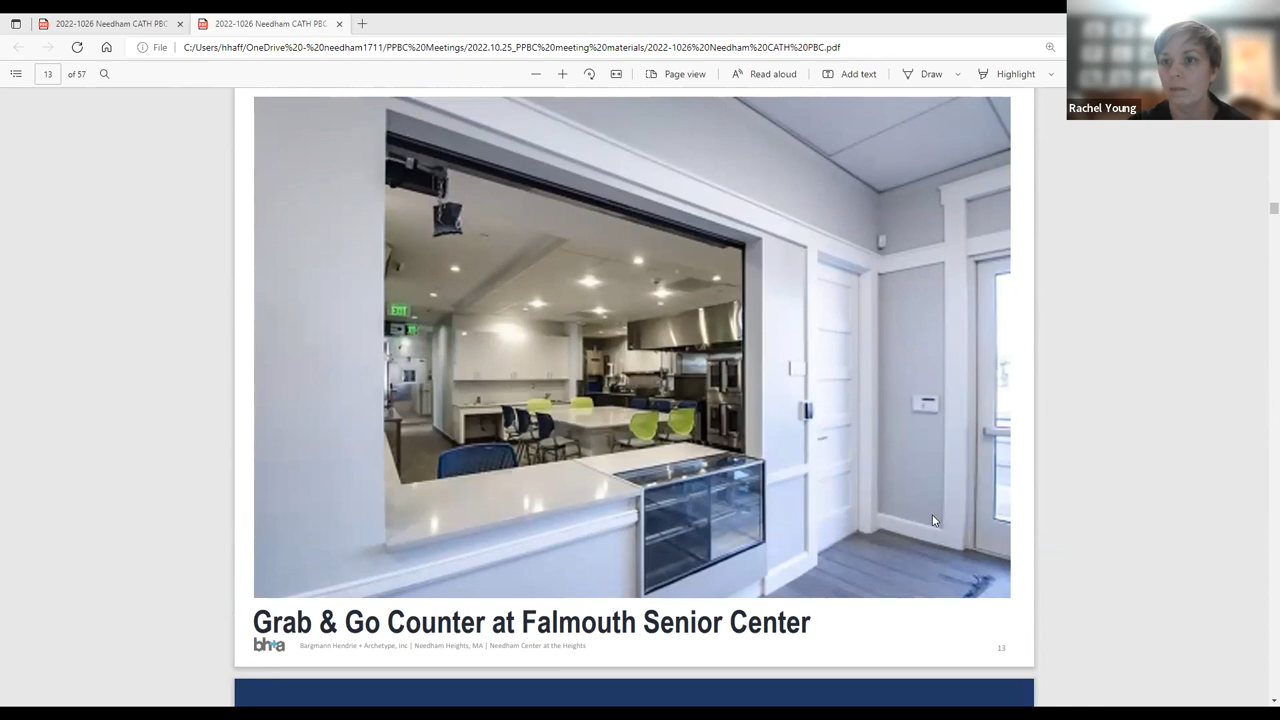 2022-1026 Needham CATH PBC
2022-1026 Needham CATH PBC
File
C:/Users/hhaff/OneDrive%20-%20needham1711/PPBC%20Meetings/2022.10.25_PPBC%20meeting%20materials/2022-1026%20Needham%20CATH%20PBC.pdf
13 of 57
Page view
Read aloud
Add text
Draw
Highlight
Rachel Young
EXIT
Grab & Go Counter at Falmouth Senior Center
bh+a
Bargmann Hendrie + Archetype, Inc | Needham Heights, MA | Needham Center at the Heights
13